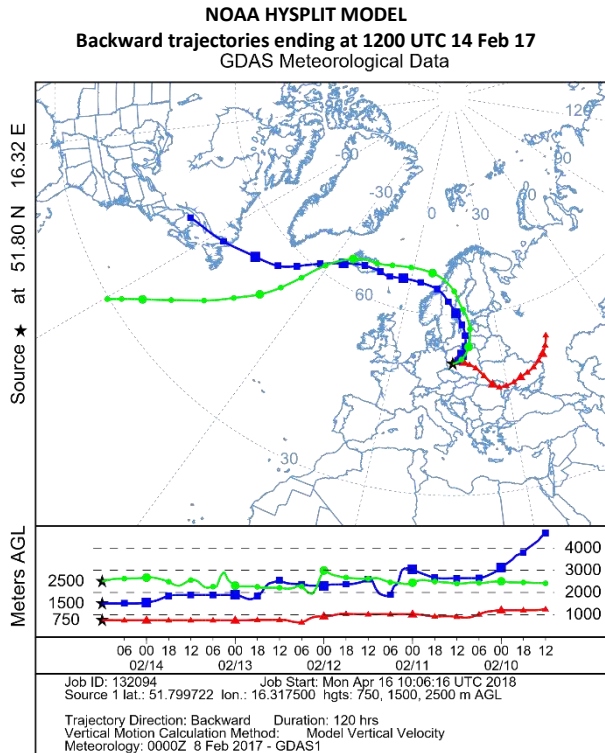 NOAA HYSPLIT MODEL
Backward trajectories ending at 1200 UTC 14 Feb 17
GDAS Meteorological Data
Source ★ at 51.80 N 16.32 E
120
90
-60
-30
0
30
60
60
30
Meters AGL
2500
1500
750
4000
3000
2000
1000
06 00 18 12 06 00 18 12 06 00 18 12 06 00 18 12 06 00 18 12
02/14 02/13 02/12 02/11 02/10
Job ID: 132094 Job Start: Mon Apr 16 10:06:16 UTC 2018
Source 1 lat.: 51.799722 lon.: 16.317500 hgts: 750, 1500, 2500 m AGL
Trajectory Direction: Backward Duration: 120 hrs
Vertical Motion Calculation Method: Model Vertical Velocity
Meteorology: 0000Z 8 Feb 2017 - GDAS1